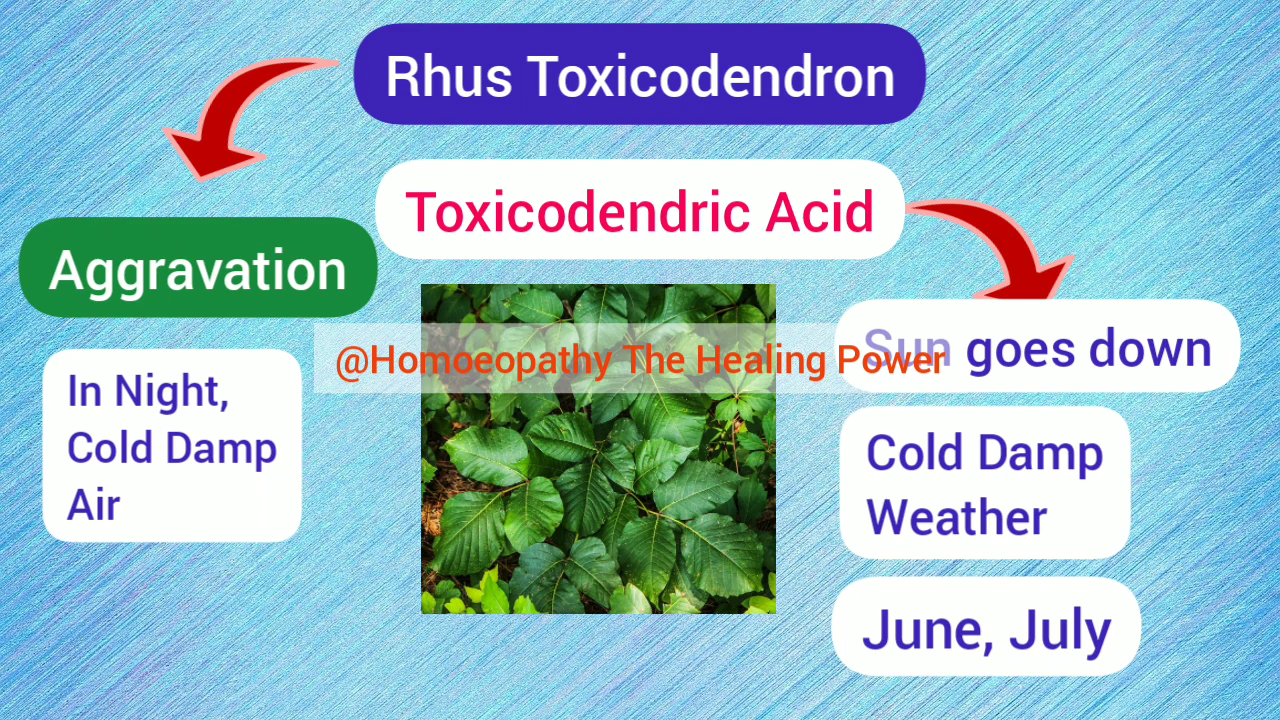 Rhus Toxicodendron
Toxicodendric Acid
Aggravation
In Night,
Cold Damp
Air
@Homoeopathy The Healing Power
Sun goes down
Cold Damp
Weather
June, July